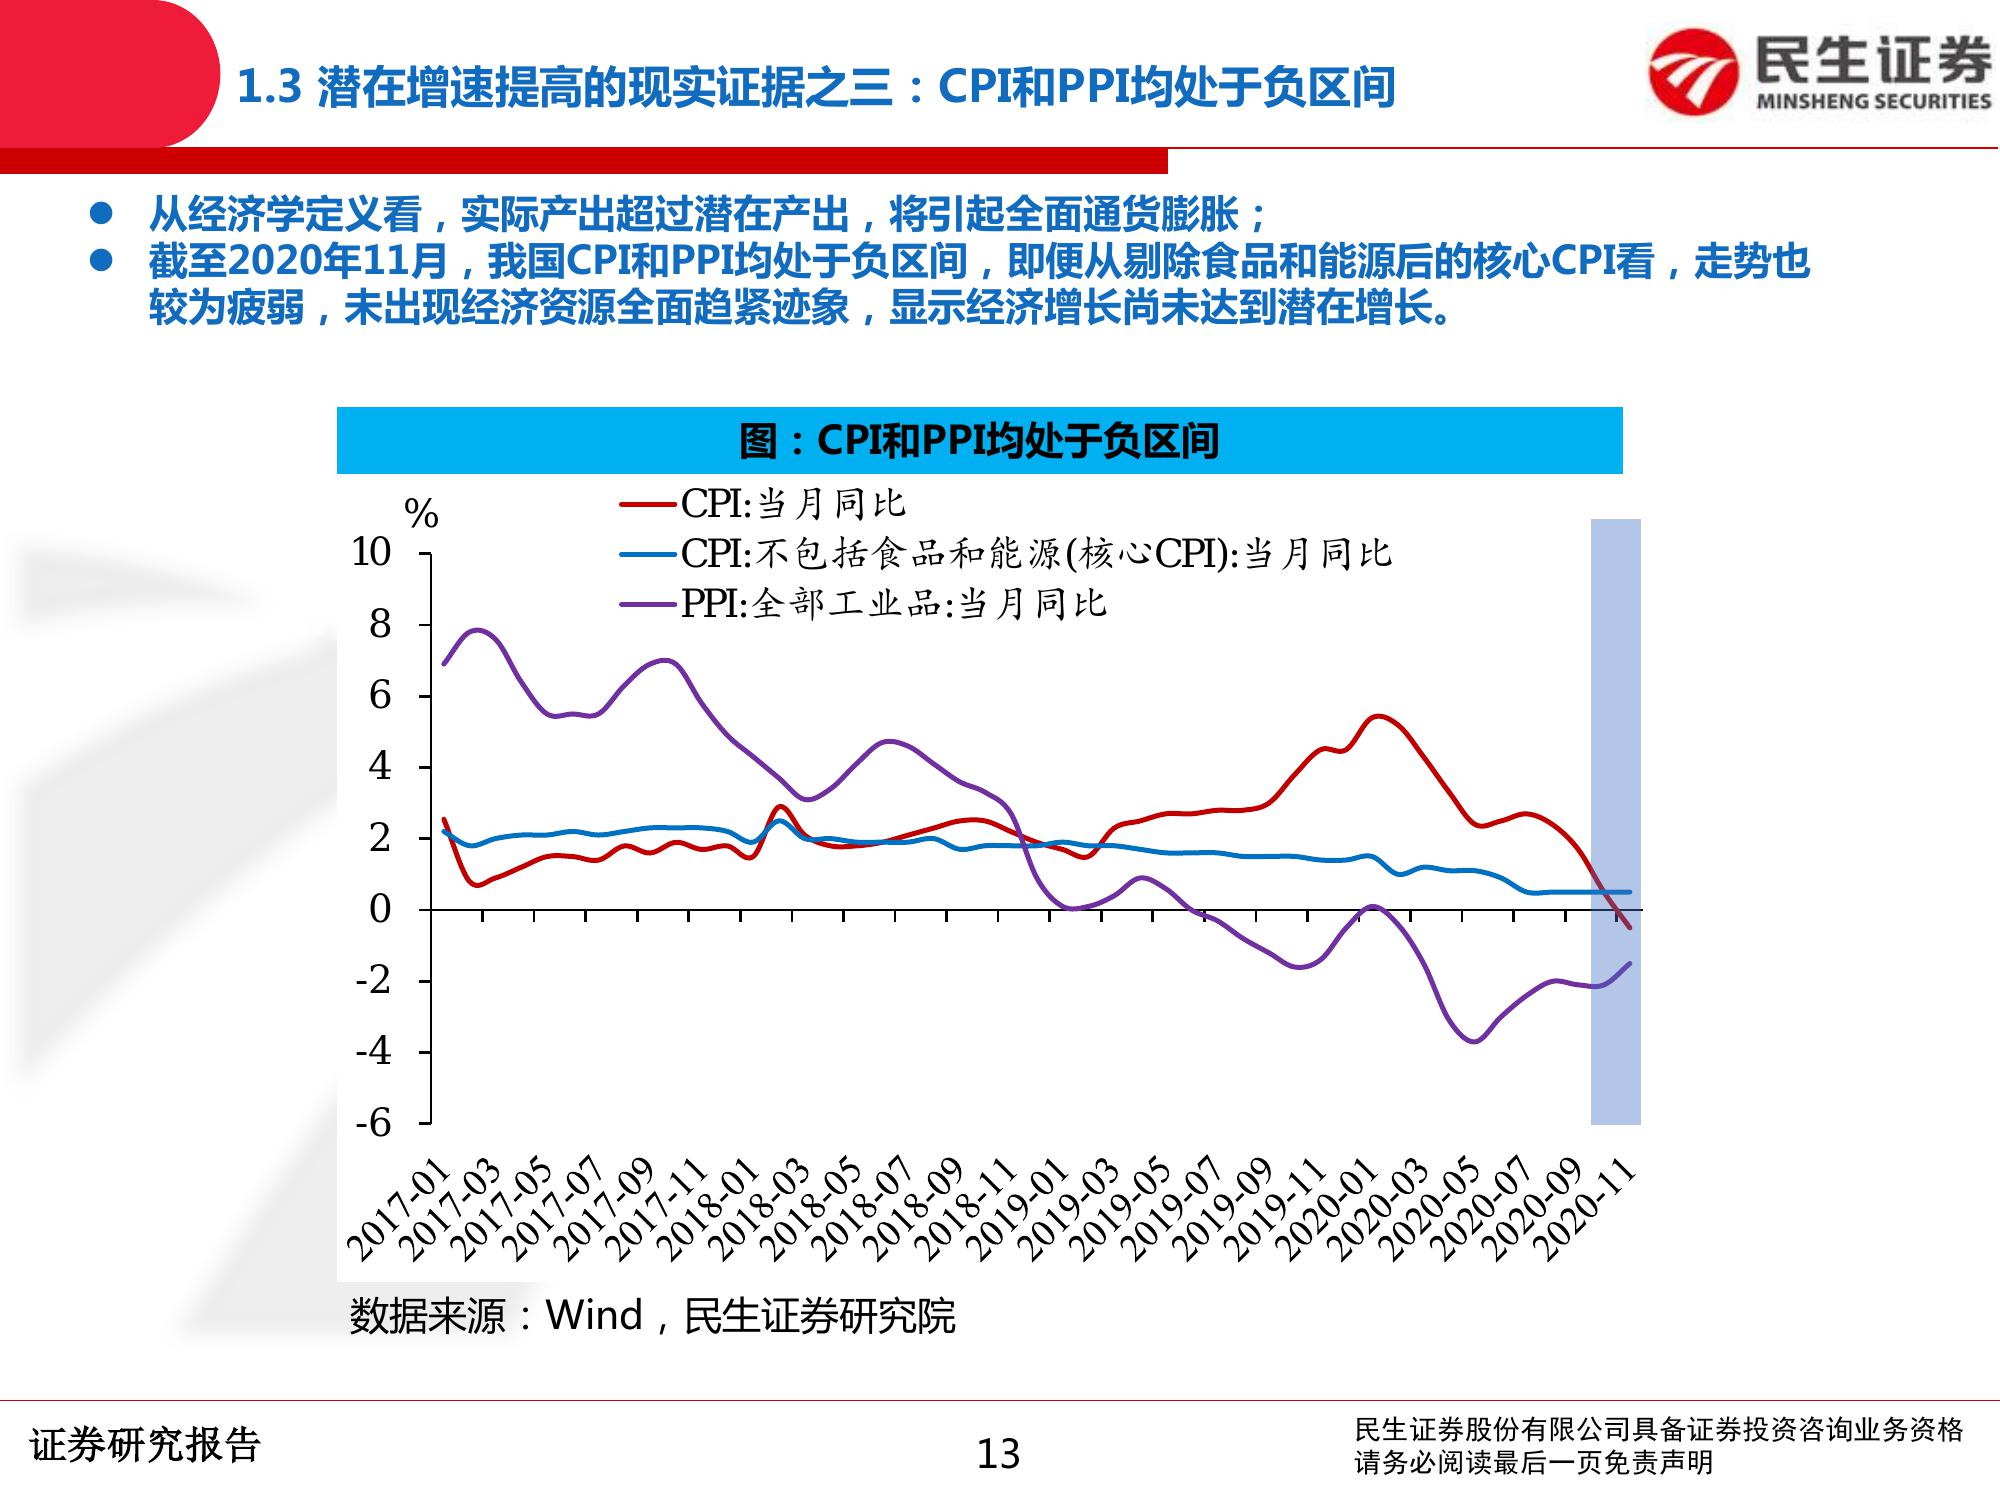 1.3 潜在增速提高的现实证据之三：CPI和PPI均处于负区间
民生证券
MINSHENG SECURITIES
● 从经济学定义看，实际产出超过潜在产出，将引起全面通货膨胀；
● 截至2020年11月，我国CPI和PPI均处于负区间，即便从剔除食品和能源后的核心CPI看，走势也
较为疲弱，未出现经济资源全面趋紧迹象，显示经济增长尚未达到潜在增长。
图：CPI和PPI均处于负区间
%
CPI:当月同比
CPI:不包括食品和能源(核心CPI):当月同比
PPI:全部工业品:当月同比
10
8
6
4
2
0
-2
-4
-6
2017-01
2017-03
2017-05
2017-07
2017-09
2017-11
2018-01
2018-03
2018-05
2018-07
2018-09
2018-11
2019-01
2019-03
2019-05
2019-07
2019-09
2019-11
2020-01
2020-03
2020-05
2020-07
2020-09
2020-11
数据来源：Wind，民生证券研究院
证券研究报告
13
民生证券股份有限公司具备证券投资咨询业务资格
请务必阅读最后一页免责声明